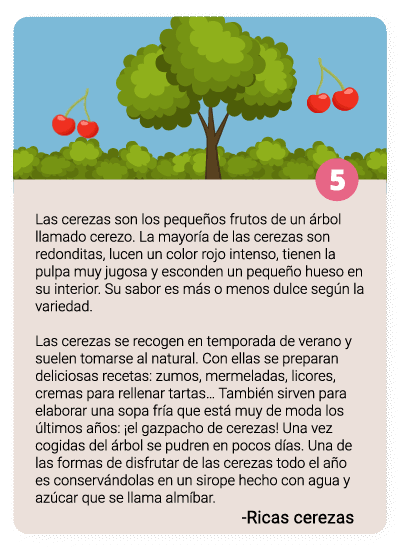 5
Las cerezas son los pequeños frutos de un árbol
llamado cerezo. La mayoría de las cerezas son
redonditas, lucen un color rojo intenso, tienen la
pulpa muy jugosa y esconden un pequeño hueso en
su interior. Su sabor es más o menos dulce según la
variedad.
Las cerezas se recogen en temporada de verano y
suelen tomarse al natural. Con ellas se preparan
deliciosas recetas: zumos, mermeladas, licores,
cremas para rellenar tartas... También sirven para
elaborar una sopa fría que está muy de moda los
últimos años: ¡el gazpacho de cerezas! Una vez
cogidas del árbol se pudren en pocos días. Una de
las formas de disfrutar de las cerezas todo el año
es conservándolas en un sirope hecho con agua y
azúcar que se llama almíbar.
-Ricas cerezas